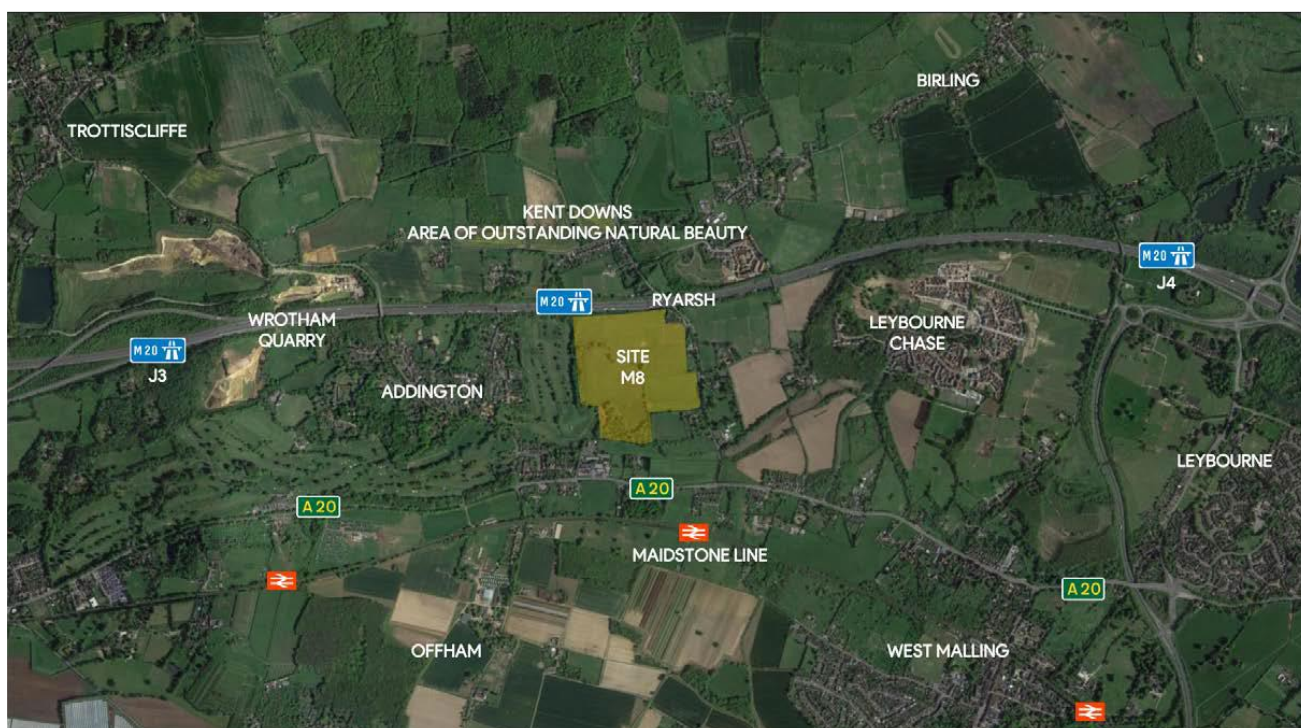 BIRLING
TROTTISCLIFFE
KENT DOWNS
AREA OF OUTSTANDING NATURAL BEAUTY
M20
J4
M20
RYARSH
WROTHAM
QUARRY
LEYBOURNE
CHASE
M20
J3
SITE
M8
ADDINGTON
LEYBOURNE
A20
A20
MAIDSTONE LINE
A20
OFFHAM
WEST MALLING